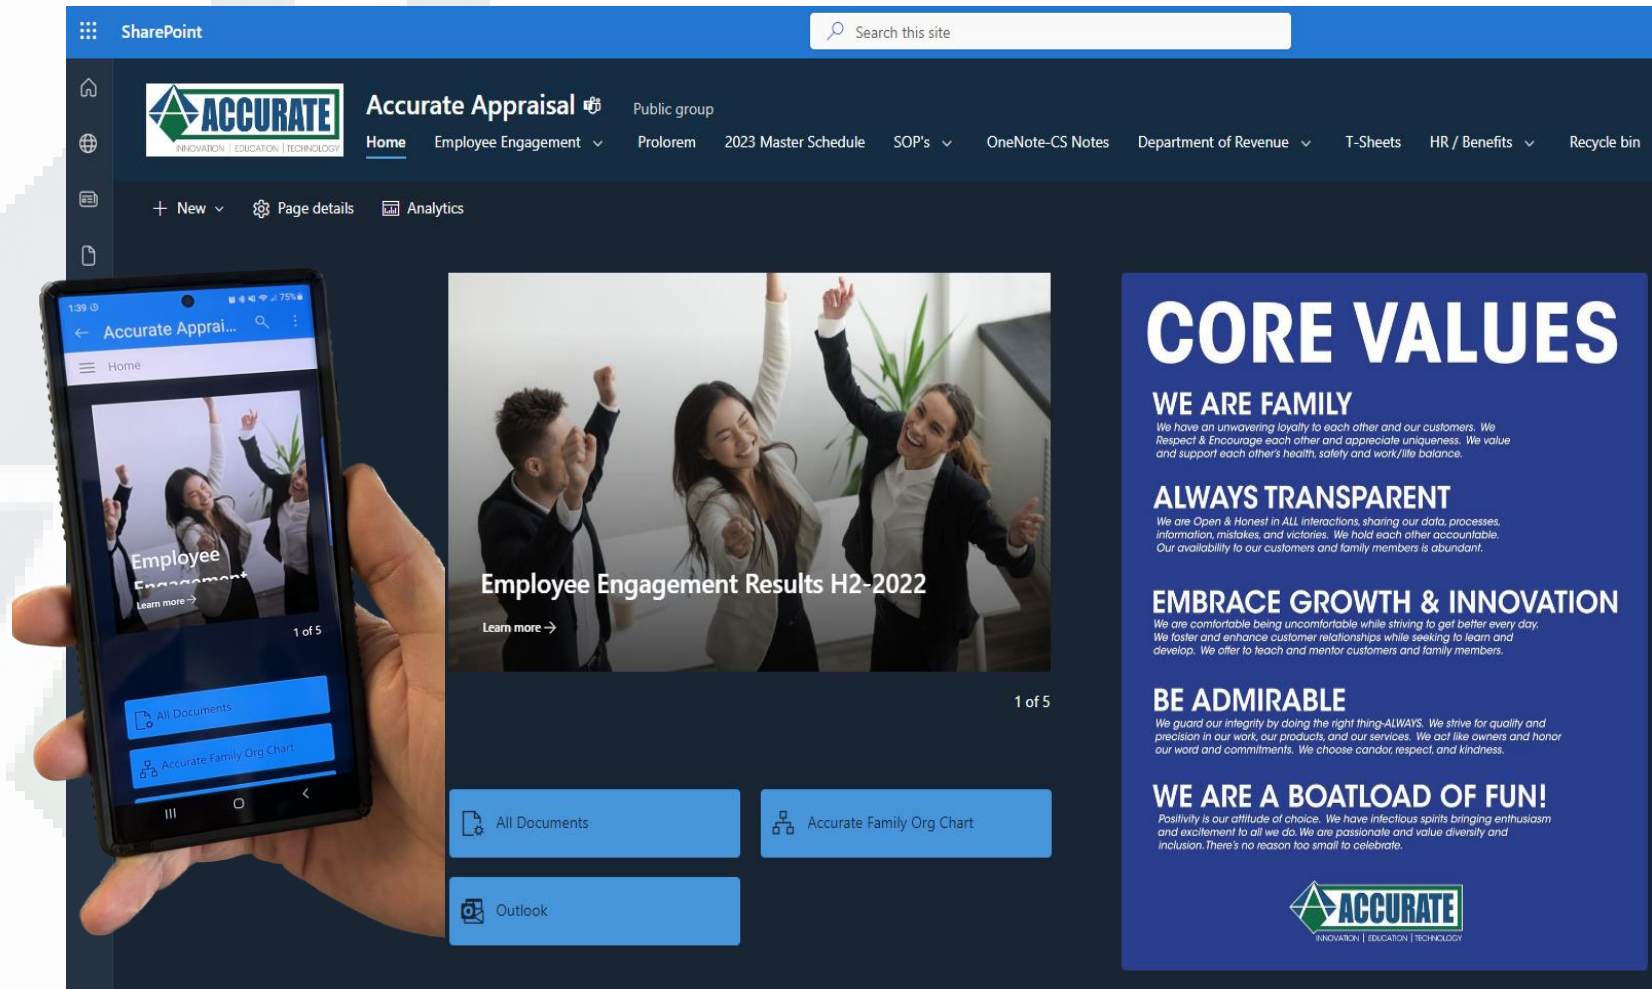 SharePoint
Search this site
ACCURATE
INNOVATION | EDUCATION | TECHNOLOGY
Accurate Appraisal
Public group
Home
Employee Engagement
Prolorem
2023 Master Schedule
SOP's
OneNote-CS Notes
Department of Revenue
T-Sheets
HR / Benefits
Recycle bin
New
Page details
Analytics
1:39
75%
Accurate Apprai...
Home
Employee
Engagement
Learn more →
1 of 5
All Documents
Accurate Family Org Chart
Employee Engagement Results H2-2022
Learn more →
1 of 5
All Documents
Accurate Family Org Chart
Outlook
CORE VALUES
WE ARE FAMILY
We have an unwavering loyalty to each other and our customers. We
Respect & Encourage each other and appreciate uniqueness. We value
and support each other's health, safety and work/life balance.
ALWAYS TRANSPARENT
We are Open & Honest in ALL interactions, sharing our data, processes,
information, mistakes, and victories. We hold each other accountable.
Our availability to our customers and family members is abundant.
EMBRACE GROWTH & INNOVATION
We are comfortable being uncomfortable while striving to get better every day.
We foster and enhance customer relationships while seeking to learn and
develop. We offer to teach and mentor customers and family members.
BE ADMIRABLE
We guard our integrity by doing the right thing-ALWAYS. We strive for quality and
precision in our work, our products, and our services. We act like owners and honor
our word and commitments. We choose candor, respect, and kindness.
WE ARE A BOATLOAD OF FUN!
Positivity is our attitude of choice. We have infectious spirits bringing enthusiasm
and excitement to all we do. We are passionate and value diversity and
inclusion. There's no reason too small to celebrate.
ACCURATE
INNOVATION | EDUCATION | TECHNOLOGY